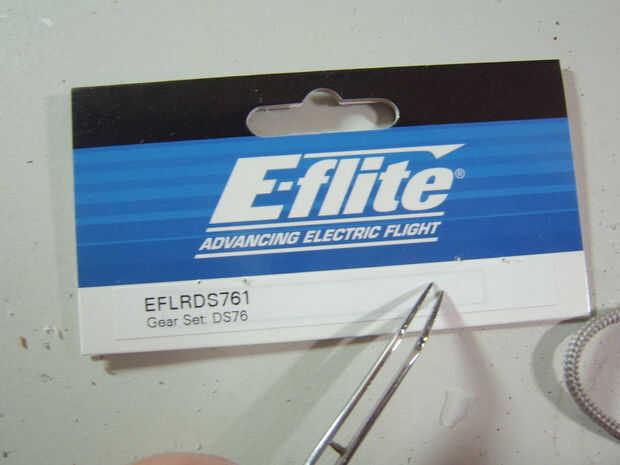 E-flite®
ADVANCING ELECTRIC FLIGHT
EFLRDS761
Gear Set: DS76